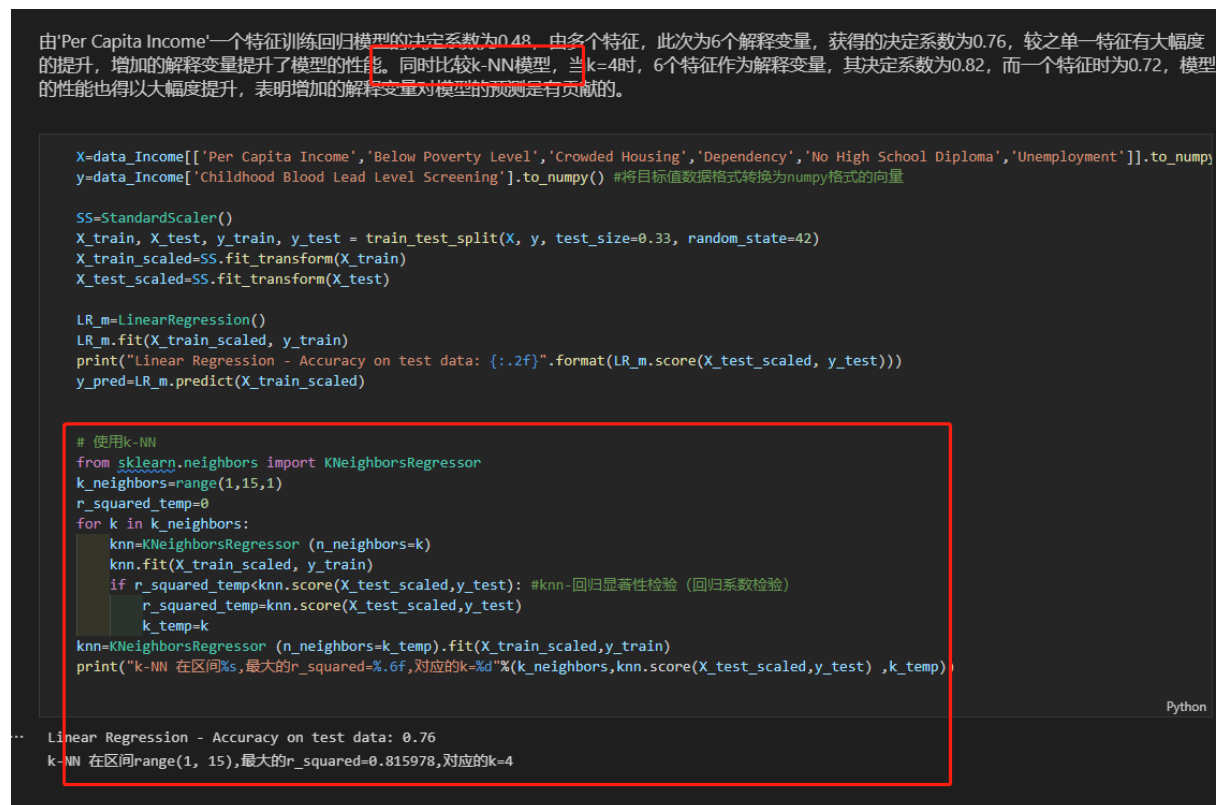 由'Per Capita Income'一个特征训练回归模型的决定系数为0.48，由多个特征，此次为6个解释变量，获得的决定系数为0.76，较之单一特征有大幅度
的提升，增加的解释变量提升了模型的性能。同时比较k-NN模型，当k=4时，6个特征作为解释变量，其决定系数为0.82，而一个特征时为0.72，模型
的性能也得以大幅度提升，表明增加的解释变量对模型的预测是有贡献的。
X=data_Income[['Per Capita Income','Below Poverty Level','Crowded Housing','Dependency','No High School Diploma','Unemployment']].to_numpy
y=data_Income['Childhood Blood Lead Level Screening'].to_numpy() #将目标值数据格式转换为numpy格式的向量
SS=StandardScaler()
X_train, X_test, y_train, y_test = train_test_split(X, y, test_size=0.33, random_state=42)
X_train_scaled=SS.fit_transform(X_train)
X_test_scaled=SS.fit_transform(X_test)
LR_m=LinearRegression()
LR_m.fit(X_train_scaled, y_train)
print("Linear Regression - Accuracy on test data: {:.2f}".format(LR_m.score(X_test_scaled, y_test)))
y_pred=LR_m.predict(X_train_scaled)
# 使用k-NN
from sklearn.neighbors import KNeighborsRegressor
k_neighbors=range(1,15,1)
r_squared_temp=0
for k in k_neighbors:
knn=KNeighborsRegressor (n_neighbors=k)
knn.fit(X_train_scaled, y_train)
if r_squared_temp<knn.score(X_test_scaled,y_test): #knn-回归显著性检验（回归系数检验）
r_squared_temp=knn.score(X_test_scaled,y_test)
k_temp=k
knn=KNeighborsRegressor (n_neighbors=k_temp).fit(X_train_scaled,y_train)
print("k-NN 在区间%s,最大的r_squared=%.6f,对应的k=%d"%(k_neighbors,knn.score(X_test_scaled,y_test) ,k_temp))
Python
... Linear Regression - Accuracy on test data: 0.76
k-NN 在区间range(1, 15),最大的r_squared=0.815978,对应的k=4